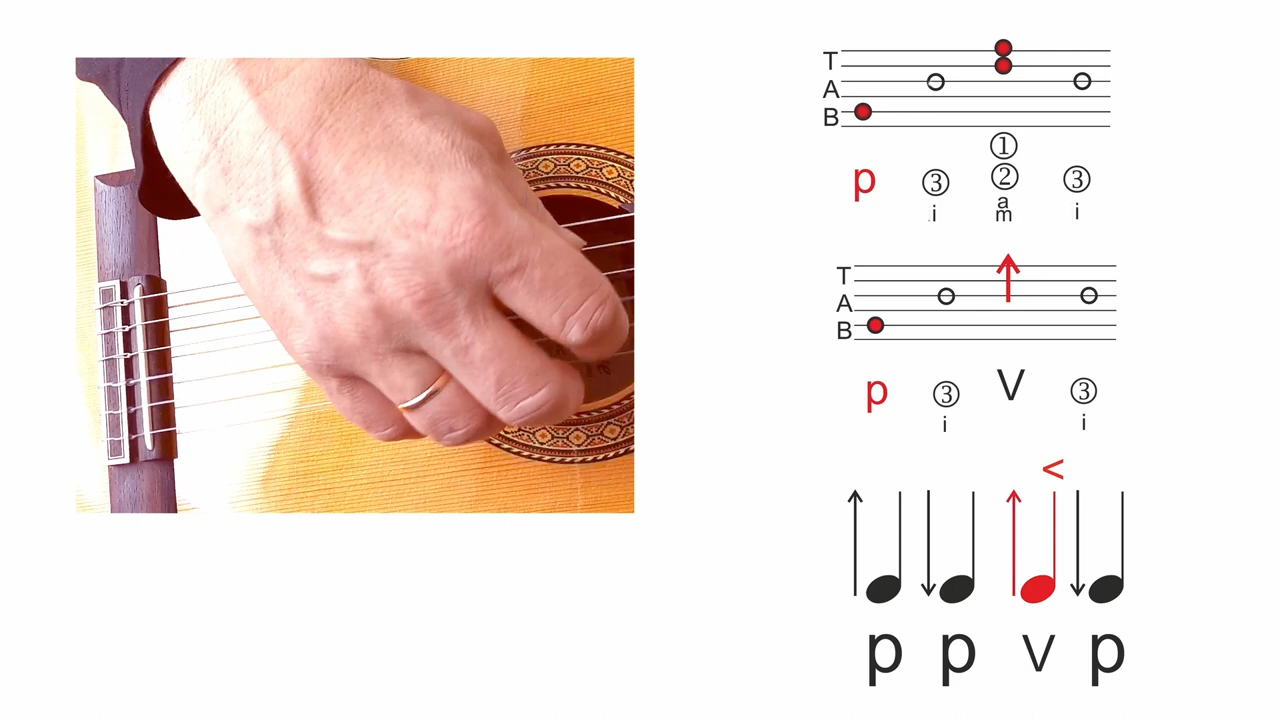 T
A
B
①
p ③ ② ③
i a i
m
T
A
B
p ③ V ③
i i
<
p p V p